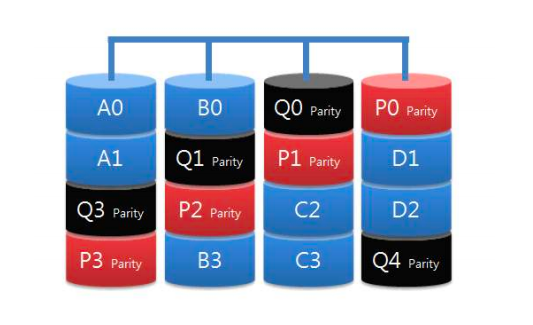 A0 B0 Q0 Parity P0 Parity
A1 Q1 Parity P1 Parity D1
Q3 Parity P2 Parity C2 D2
P3 Parity B3 C3 Q4 Parity